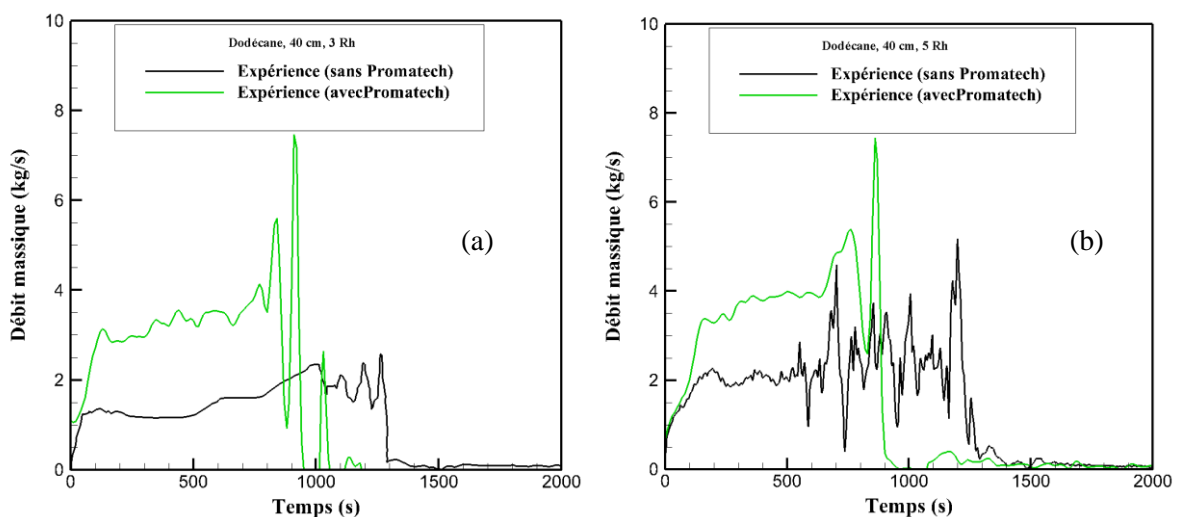 10
8
6
4
2
0
Débit massique (kg/s)
Dodécane, 40 cm, 3 Rh
Expérience (sans Promatech)
Expérience (avecPromatech)
(a)
0
500
1000
1500
2000
Temps (s)
10
8
6
4
2
0
Débit massique (kg/s)
Dodécane, 40 cm, 5 Rh
Expérience (sans Promatech)
Expérience (avecPromatech)
(b)
0
500
1000
1500
2000
Temps (s)